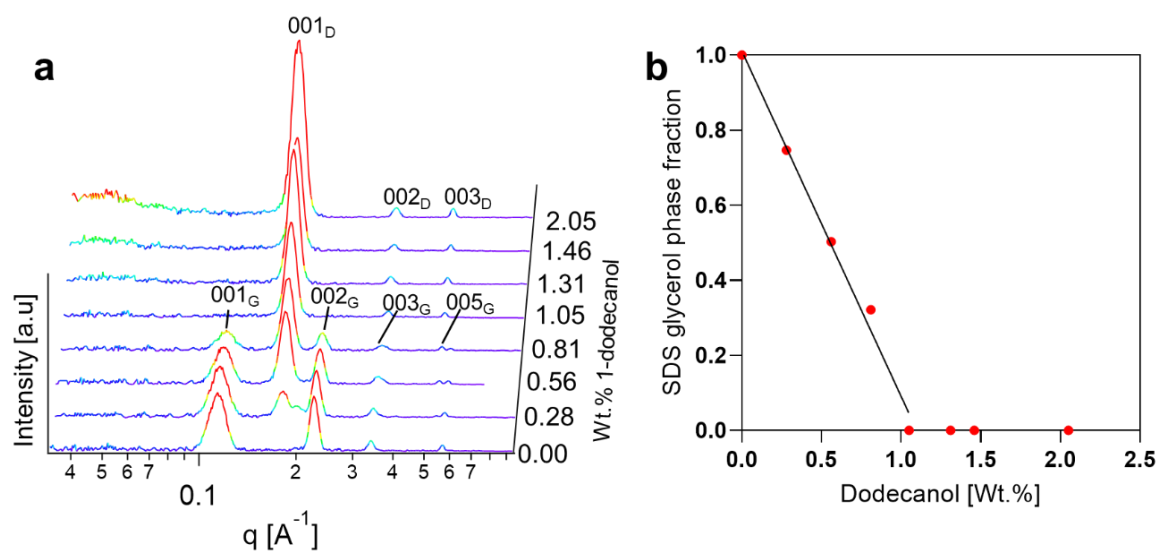 a
001D
002D
003D
2.05
1.46
1.31
1.05
0.81
0.56
0.28
0.00
Wt.% 1-dodecanol
001G
002G
003G
005G
Intensity [a.u]
4 5 6 7 2 3 4 5 6 7
0.1
q [A-1]
b
1.0
0.8
0.6
0.4
0.2
0.0
SDS glycerol phase fraction
0.0 0.5 1.0 1.5 2.0 2.5
Dodecanol [Wt.%]